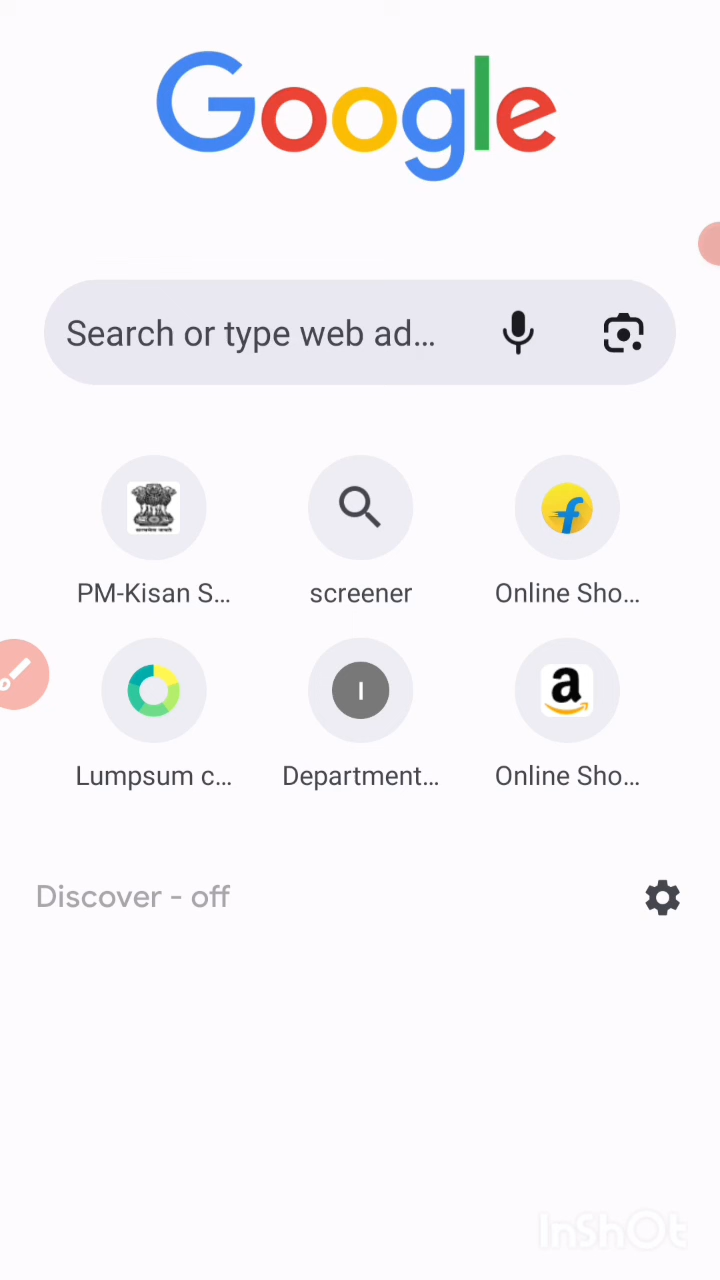 Google
Search or type web ad...
PM-Kisan S...
screener
Online Sho...
I
a
Lumpsum c...
Department...
Online Sho...
Discover - off
InShOt